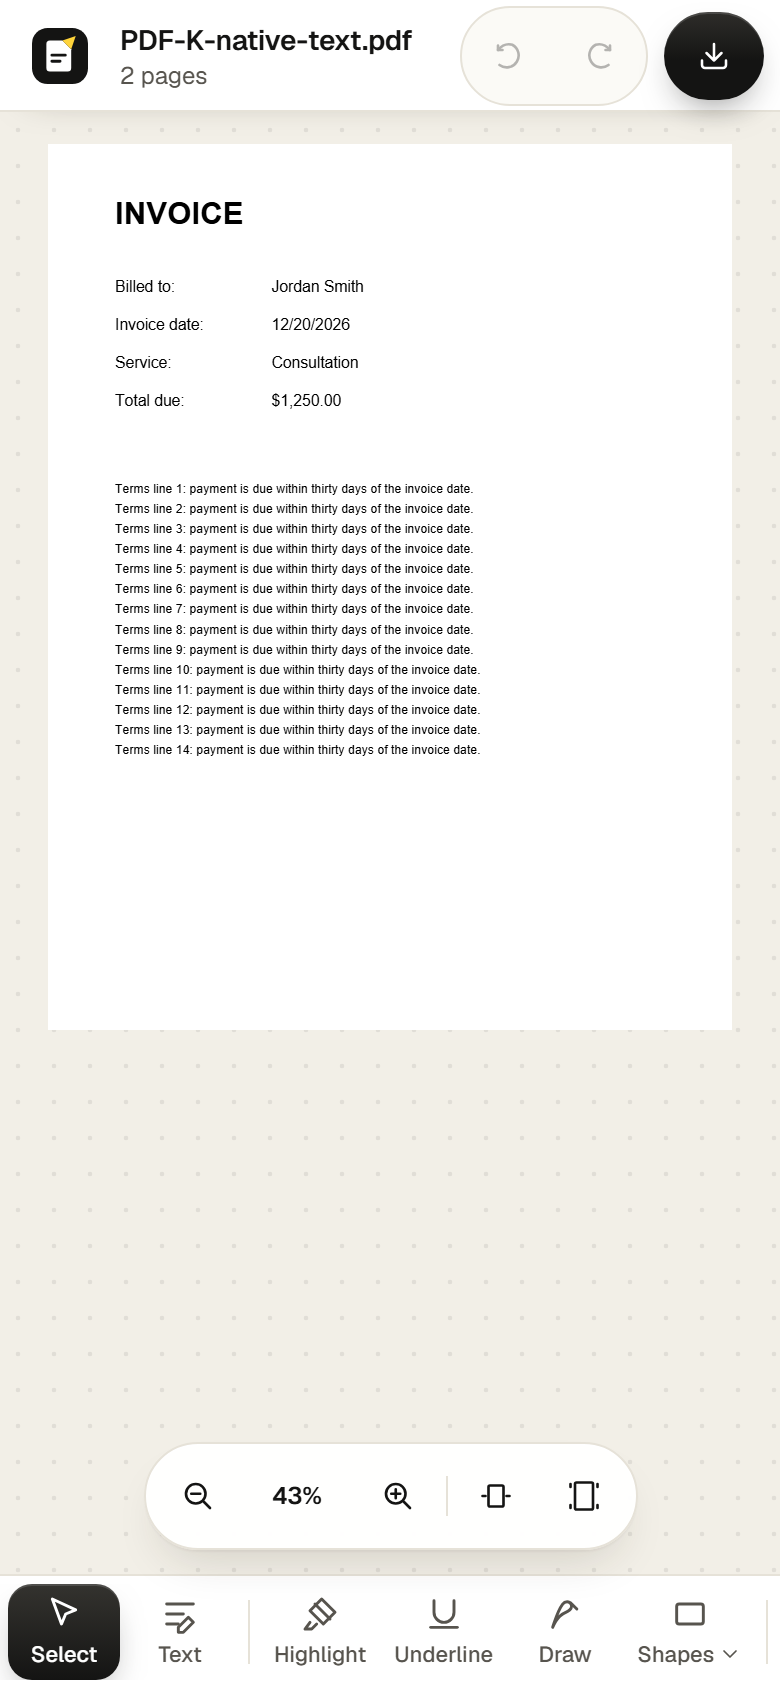 PDF-K-native-text.pdf
2 pages
INVOICE
Billed to: Jordan Smith
Invoice date: 12/20/2026
Service: Consultation
Total due: $1,250.00
Terms line 1: payment is due within thirty days of the invoice date.
Terms line 2: payment is due within thirty days of the invoice date.
Terms line 3: payment is due within thirty days of the invoice date.
Terms line 4: payment is due within thirty days of the invoice date.
Terms line 5: payment is due within thirty days of the invoice date.
Terms line 6: payment is due within thirty days of the invoice date.
Terms line 7: payment is due within thirty days of the invoice date.
Terms line 8: payment is due within thirty days of the invoice date.
Terms line 9: payment is due within thirty days of the invoice date.
Terms line 10: payment is due within thirty days of the invoice date.
Terms line 11: payment is due within thirty days of the invoice date.
Terms line 12: payment is due within thirty days of the invoice date.
Terms line 13: payment is due within thirty days of the invoice date.
Terms line 14: payment is due within thirty days of the invoice date.
43%
Select Text Highlight Underline Draw Shapes